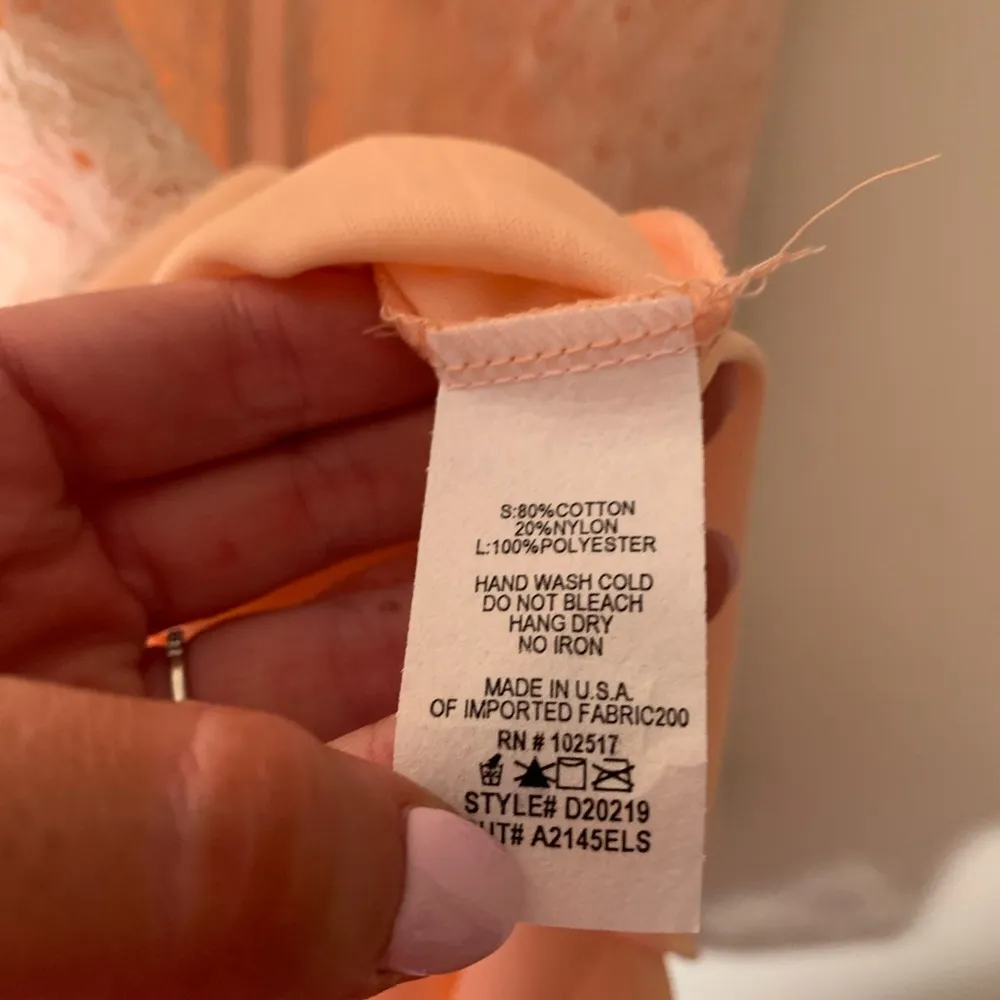 S:80%COTTON
20%NYLON
L:100%POLYESTER
HAND WASH COLD
DO NOT BLEACH
HANG DRY
NO IRON
MADE IN U.S.A.
OF IMPORTED FABRIC200
RN # 102517
STYLE# D20219
A2145ELS